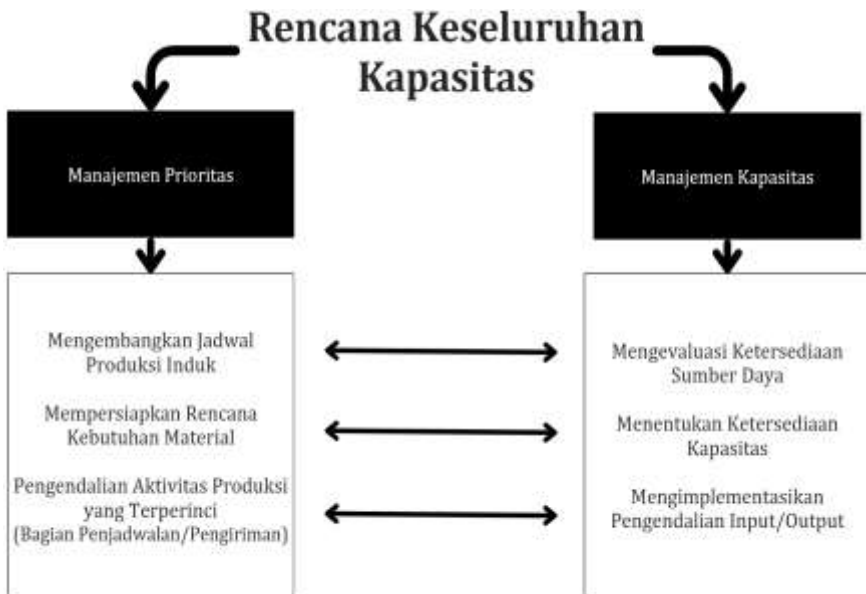 Rencana Keseluruhan
Kapasitas
Manajemen Prioritas
Manajemen Kapasitas
Mengembangkan Jadwal
Produksi Induk
Mempersiapkan Rencana
Kebutuhan Material
Pengendalian Aktivitas Produksi
yang Terperinci
(Bagian Penjadwalan/Pengiriman)
Mengevaluasi Ketersediaan
Sumber Daya
Menentukan Ketersediaan
Kapasitas
Mengimplementasikan
Pengendalian Input/Output